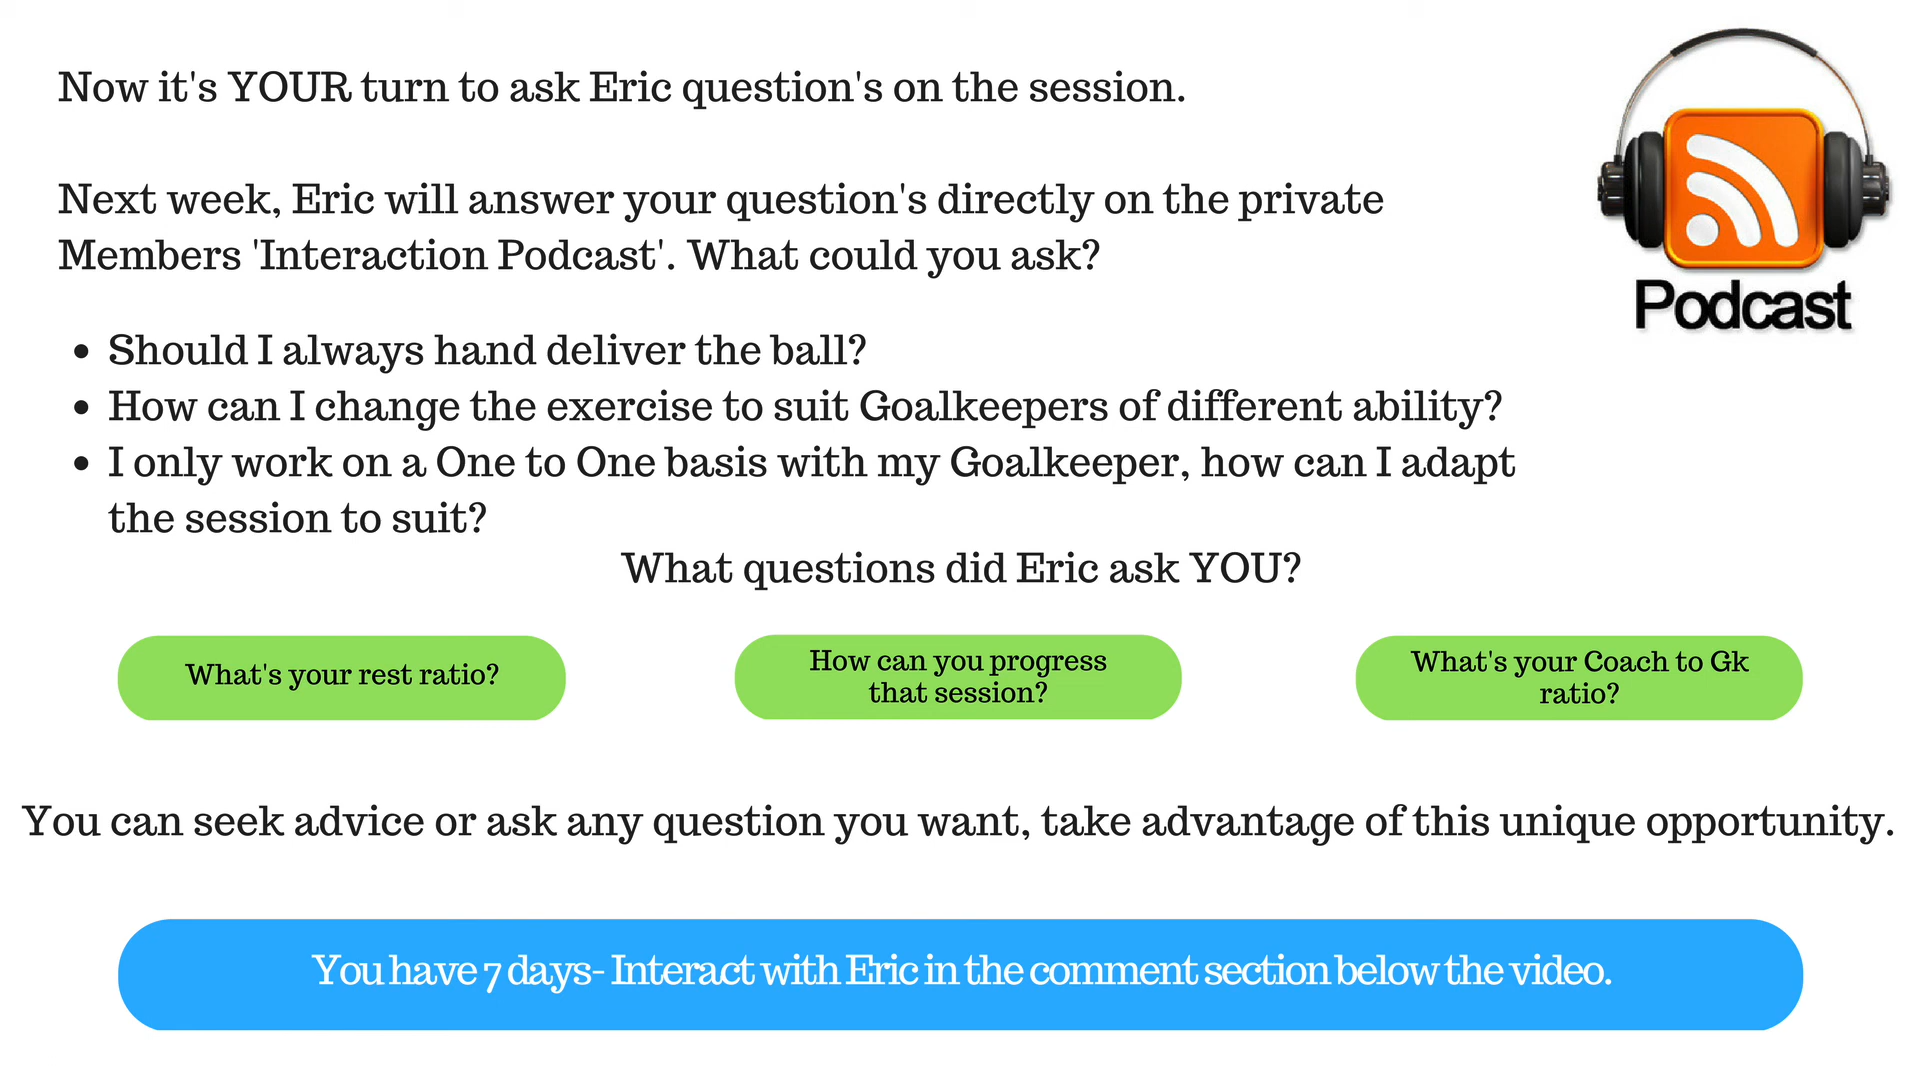 Now it's YOUR turn to ask Eric question's on the session.
Next week, Eric will answer your question's directly on the private
Members 'Interaction Podcast'. What could you ask?
Podcast
• Should I always hand deliver the ball?
• How can I change the exercise to suit Goalkeepers of different ability?
• I only work on a One to One basis with my Goalkeeper, how can I adapt
the session to suit?
What questions did Eric ask YOU?
What's your rest ratio?
How can you progress
that session?
What's your Coach to Gk
ratio?
You can seek advice or ask any question you want, take advantage of this unique opportunity.
You have 7 days- Interact with Eric in the comment section below the video.